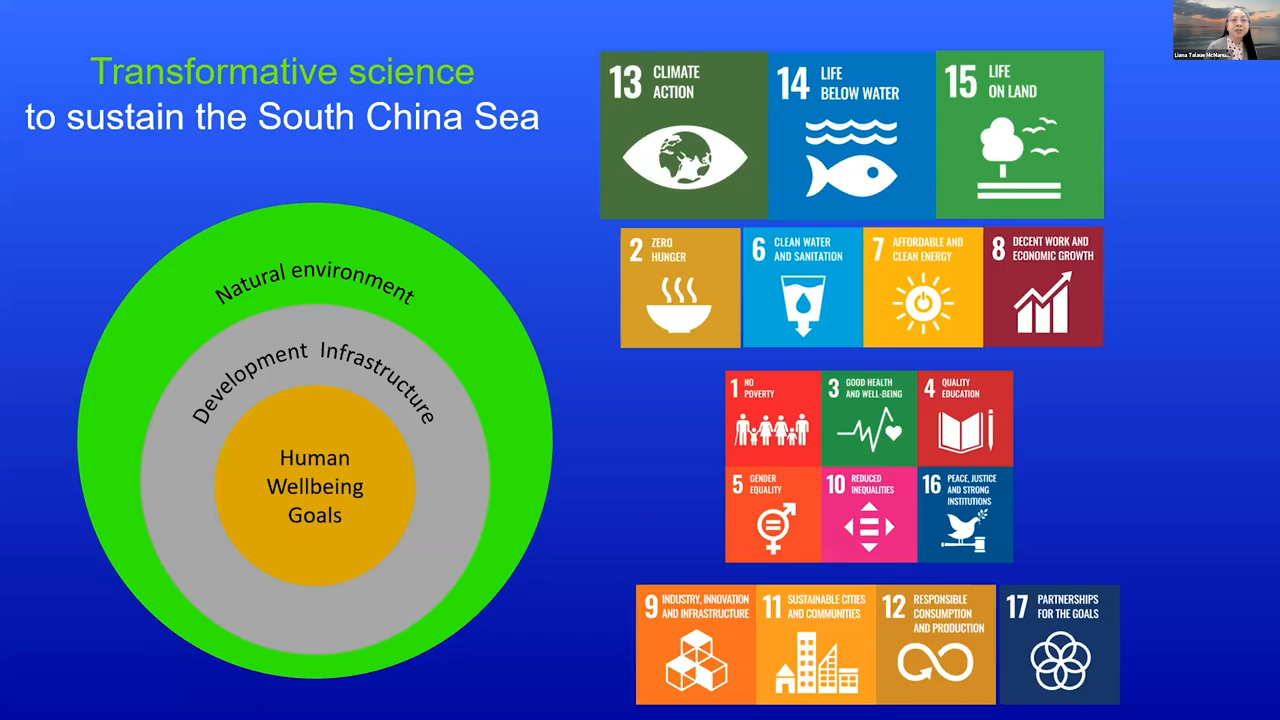 Transformative science
to sustain the South China Sea
Natural environment
Development Infrastructure
Human
Wellbeing
Goals
13 CLIMATE
ACTION
14 LIFE
BELOW WATER
15 LIFE
ON LAND
2 ZERO
HUNGER
6 CLEAN WATER
AND SANITATION
7 AFFORDABLE AND
CLEAN ENERGY
8 DECENT WORK AND
ECONOMIC GROWTH
1 NO
POVERTY
3 GOOD HEALTH
AND WELL-BEING
4 QUALITY
EDUCATION
5 GENDER
EQUALITY
10 REDUCED
INEQUALITIES
16 PEACE, JUSTICE
AND STRONG
INSTITUTIONS
9 INDUSTRY, INNOVATION
AND INFRASTRUCTURE
11 SUSTAINABLE CITIES
AND COMMUNITIES
12 RESPONSIBLE
CONSUMPTION
AND PRODUCTION
17 PARTNERSHIPS
FOR THE GOALS
Liana Talaue McManu...